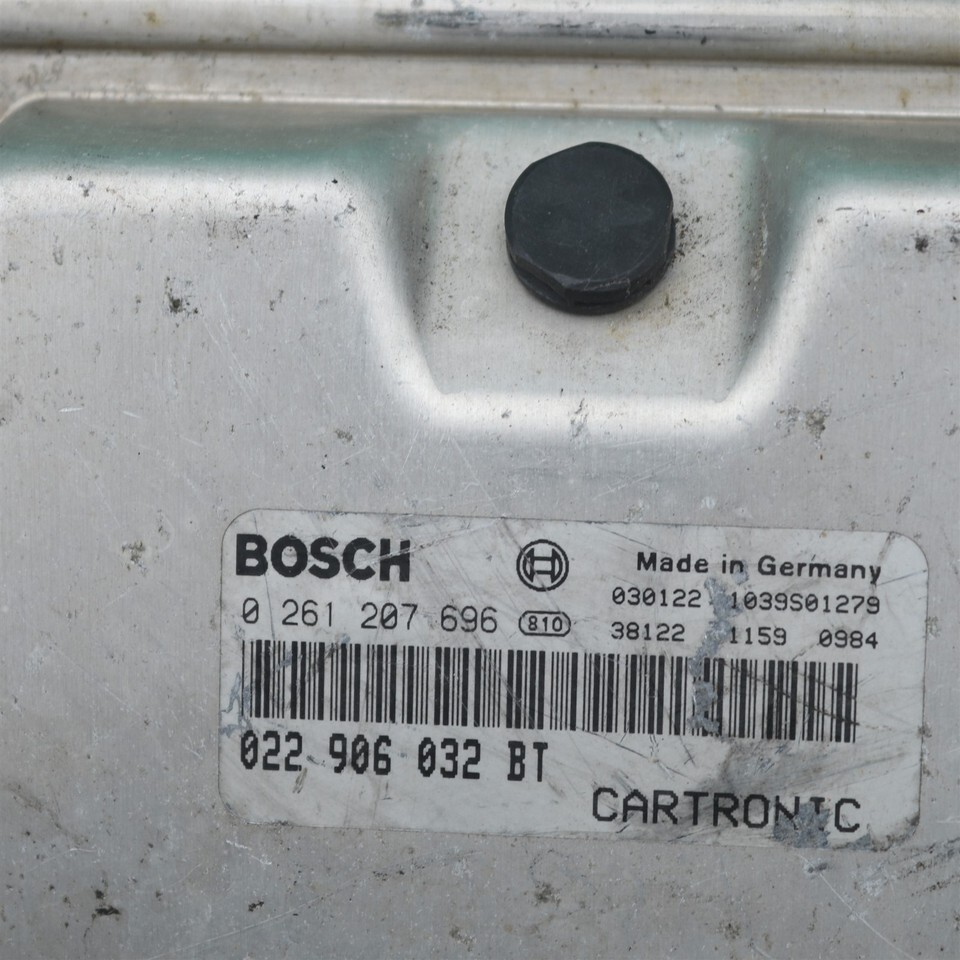 BOSCH
Made in Germany
0 261 207 696 810
030122 1039S01279
38122 1159 0984
022 906 032 BT
CARTRONIC